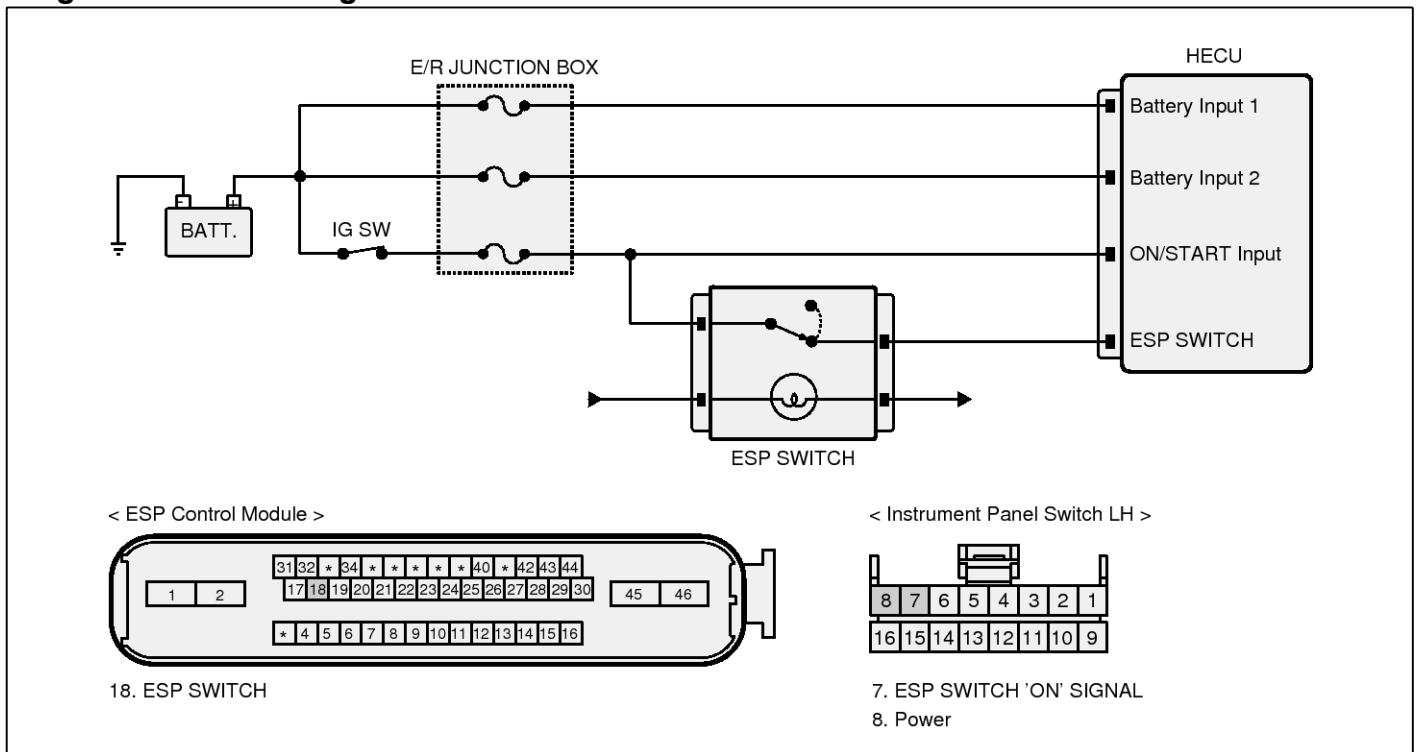 E/R JUNCTION BOX
HECU
Battery Input 1
Battery Input 2
- +
BATT.
IG SW
ON/START Input
ESP SWITCH
ESP SWITCH
< ESP Control Module >
< Instrument Panel Switch LH >
31 32 * 34 * * * * * 40 * 42 43 44
17 18 19 20 21 22 23 24 25 26 27 28 29 30
1 2
45 46
* 4 5 6 7 8 9 10 11 12 13 14 15 16
8 7 6 5 4 3 2 1
16 15 14 13 12 11 10 9
18. ESP SWITCH
7. ESP SWITCH 'ON' SIGNAL
8. Power